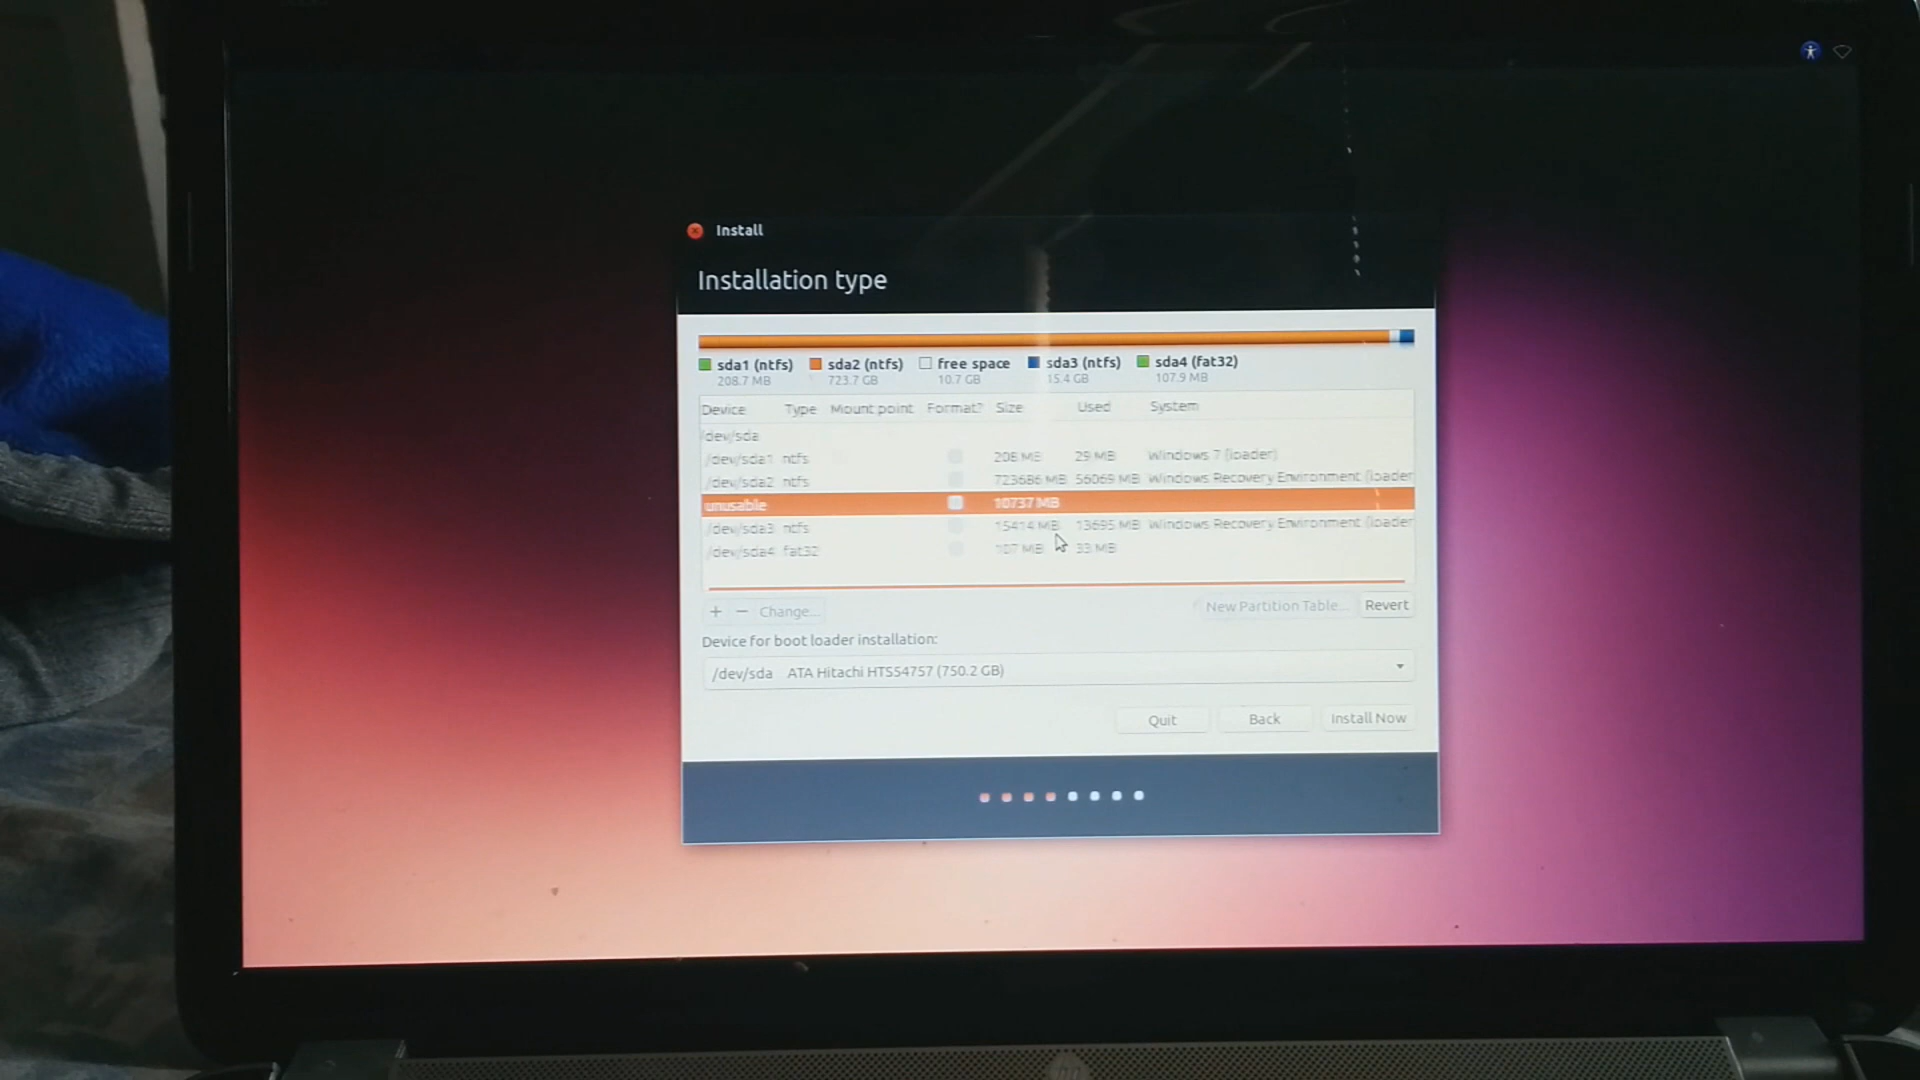 Install
Installation type
sda1 (ntfs) sda2 (ntfs) free space sda3 (ntfs) sda4 (fat32)
208.7 MB 723.7 GB 10.7 GB 15.4 GB 107.9 MB
Device Type Mount point Format? Size Used System
/dev/sda
/dev/sda1 ntfs 208 MB 29 MB Windows 7 (loader)
/dev/sda2 ntfs 723686 MB 56069 MB Windows Recovery Environment (loader
unusable 10737 MB
/dev/sda3 ntfs 15414 MB 13695 MB Windows Recovery Environment (loader
/dev/sda4 fat32 107 MB 33 MB
+ − Change... New Partition Table... Revert
Device for boot loader installation:
/dev/sda ATA Hitachi HTS54757 (750.2 GB)
Quit Back Install Now
hp